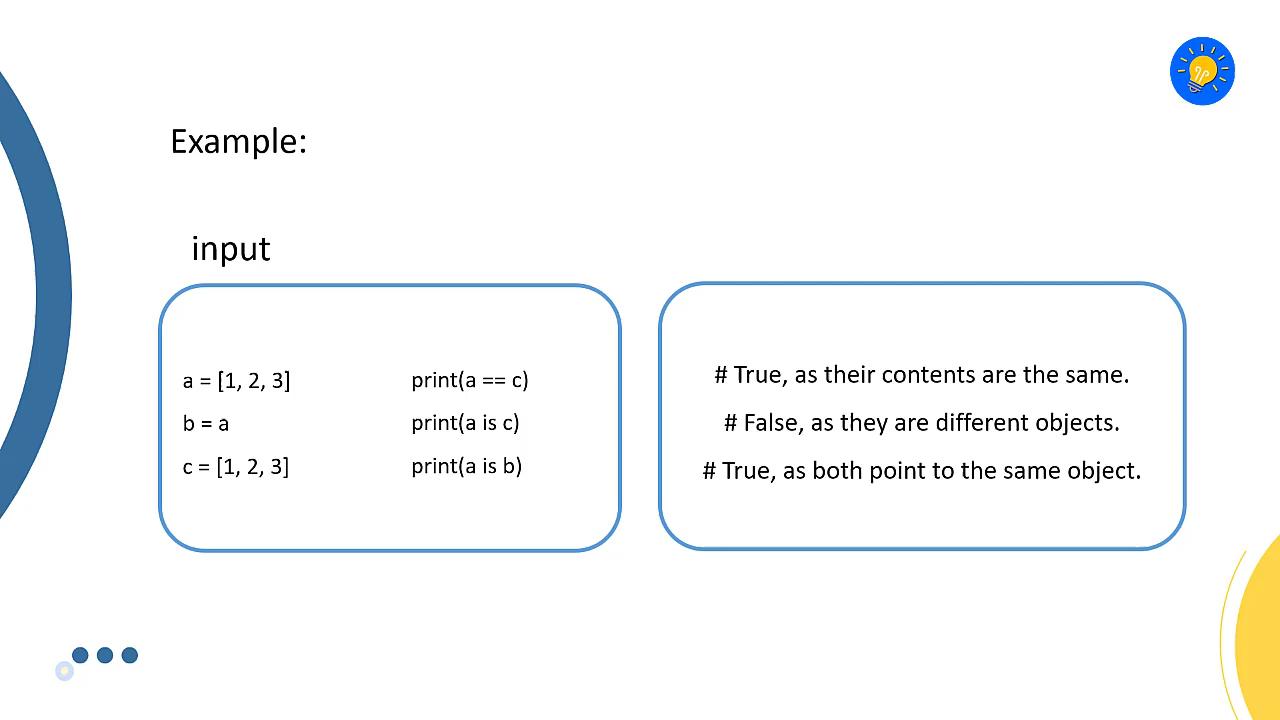 Example:
input
a = [1, 2, 3]
b = a
c = [1, 2, 3]
print(a == c)
print(a is c)
print(a is b)
# True, as their contents are the same.
# False, as they are different objects.
# True, as both point to the same object.